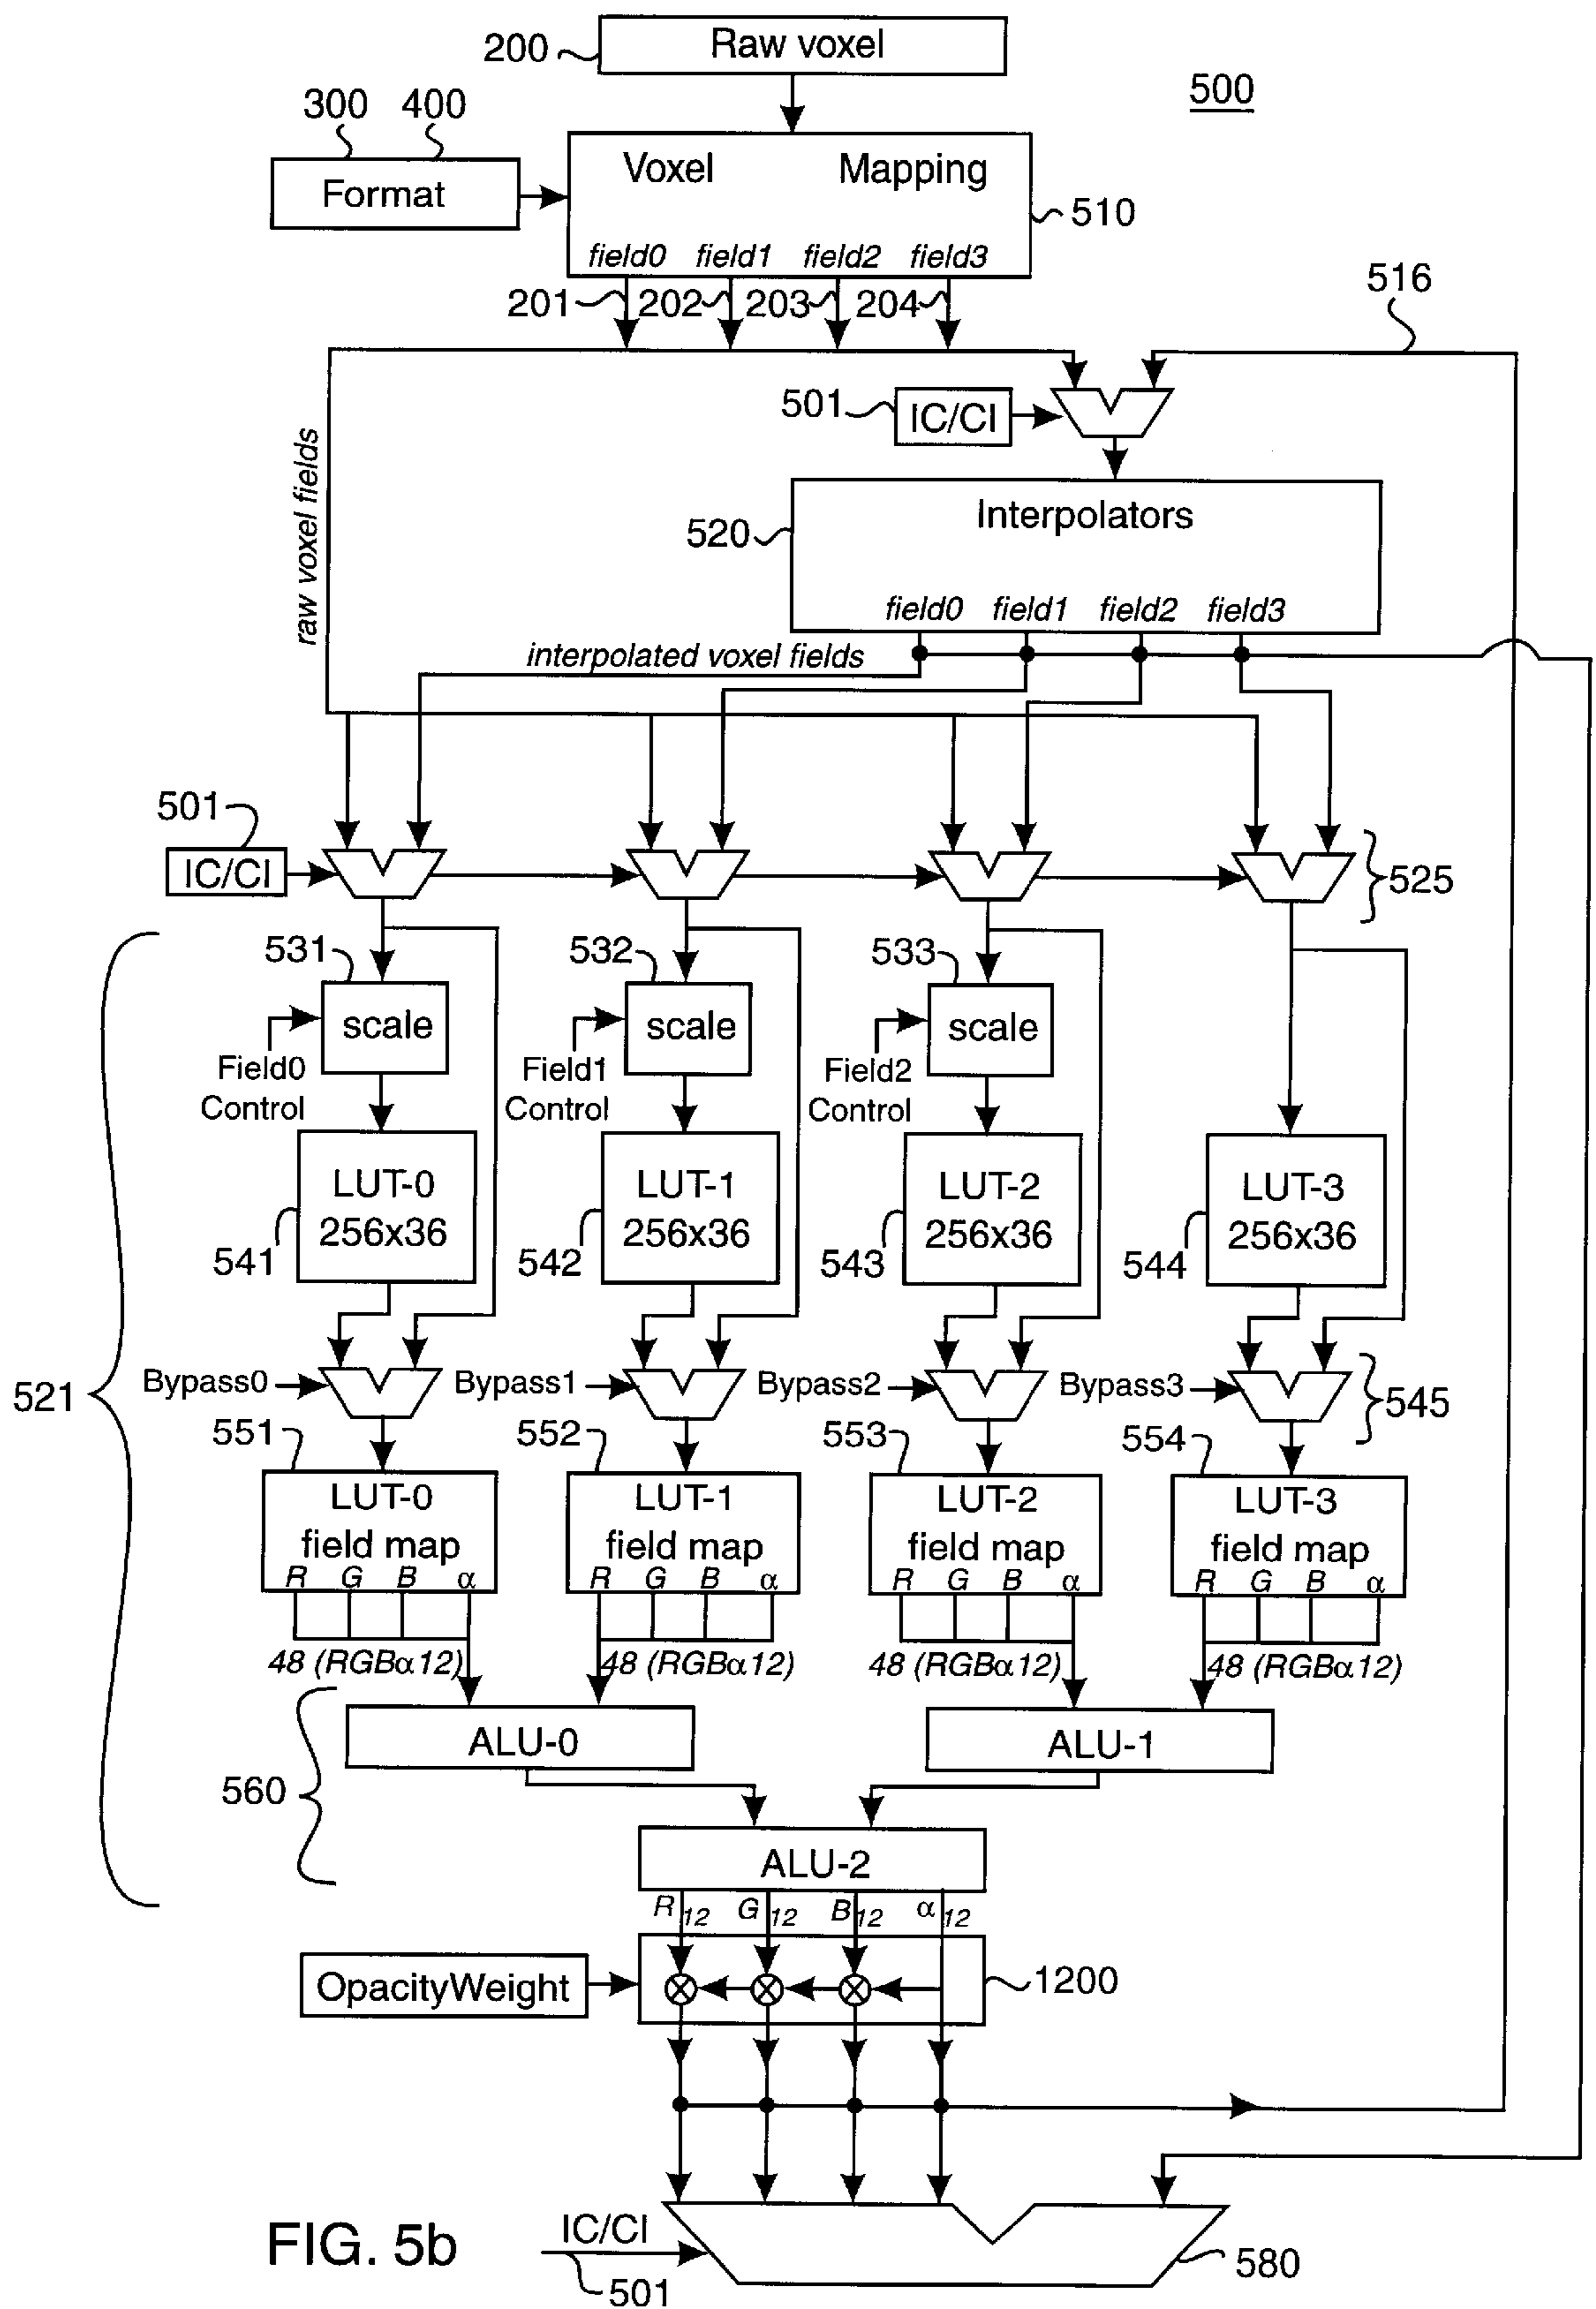 200
Raw voxel
500
300 400
Format
Voxel Mapping
510
field0 field1 field2 field3
201 202 203 204
516
501
IC/CI
raw voxel fields
520
Interpolators
field0 field1 field2 field3
interpolated voxel fields
501
IC/CI
525
531 532 533
scale scale scale
Field0 Control
Field1 Control
Field2 Control
LUT-0 256x36
LUT-1 256x36
LUT-2 256x36
LUT-3 256x36
541 542 543 544
521
Bypass0 Bypass1 Bypass2 Bypass3
545
551 552 553 554
LUT-0 field map
LUT-1 field map
LUT-2 field map
LUT-3 field map
R G B α R G B α R G B α R G B α
48 (RGBα12) 48 (RGBα12) 48 (RGBα12) 48 (RGBα12)
560
ALU-0 ALU-1
ALU-2
R 12 G 12 B 12 α 12
OpacityWeight
1200
FIG. 5b
IC/CI
501
580